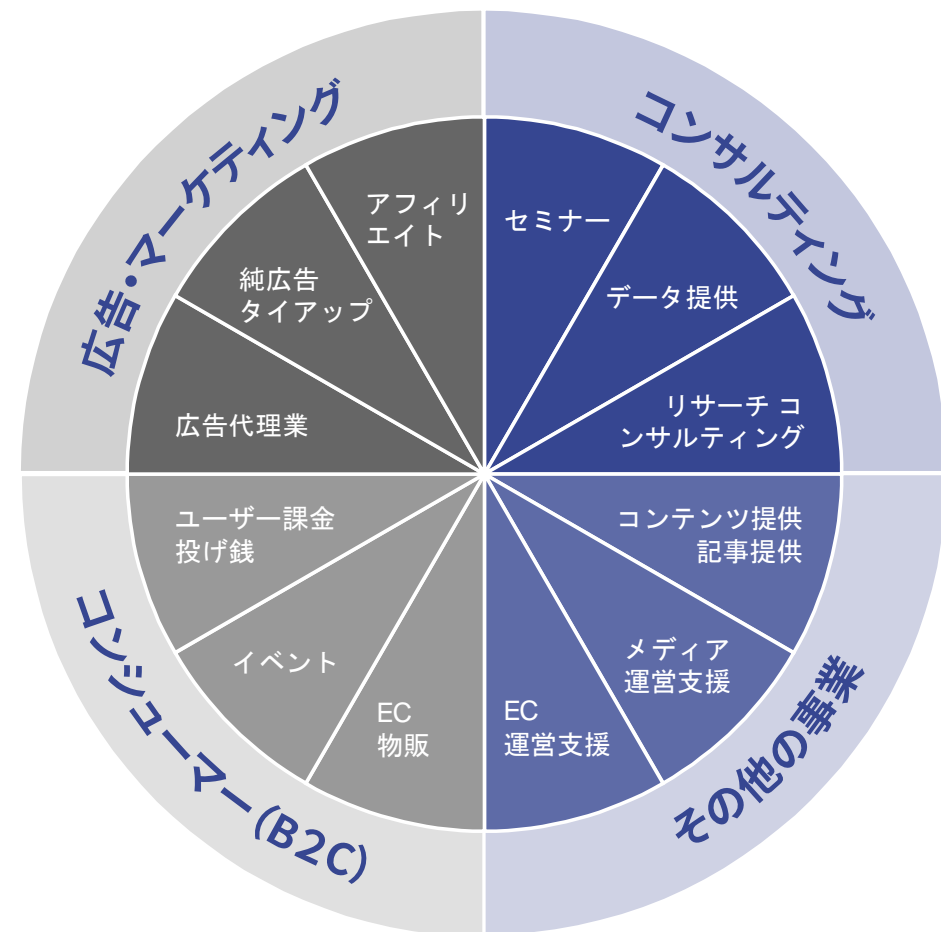 広告・マーケティング
アフィリ
エイト
純広告
タイアップ
広告代理業
コンサルティング
セミナー
データ提供
リサーチ コ
ンサルティング
コンシューマー(B2C)
ユーザー課金
投げ銭
イベント
EC
物販
その他の事業
コンテンツ提供
記事提供
メディア
運営支援
EC
運営支援